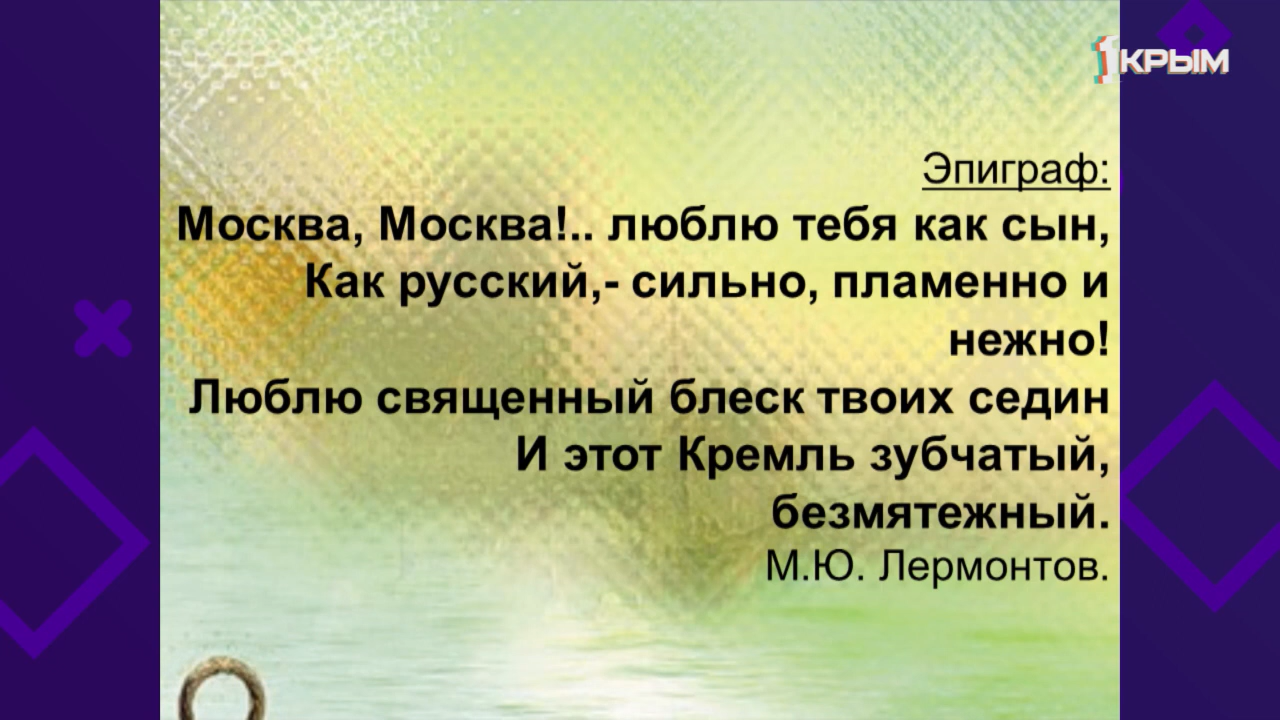 1КРЫМ
Эпиграф:
Москва, Москва!.. люблю тебя как сын,
Как русский,- сильно, пламенно и
нежно!
Люблю священный блеск твоих седин
И этот Кремль зубчатый,
безмятежный.
М.Ю. Лермонтов.